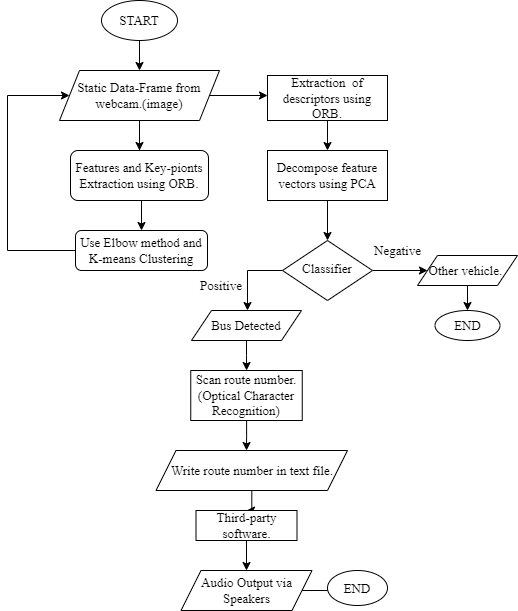 START
Static Data-Frame from
webcam.(image)
Extraction of
descriptors using
ORB.
Features and Key-pionts
Extraction using ORB.
Decompose feature
vectors using PCA
Use Elbow method and
K-means Clustering
Classifier
Negative
Other vehicle.
END
Positive
Bus Detected
Scan route number.
(Optical Character
Recognition)
Write route number in text file.
Third-party
software.
Audio Output via
Speakers
END